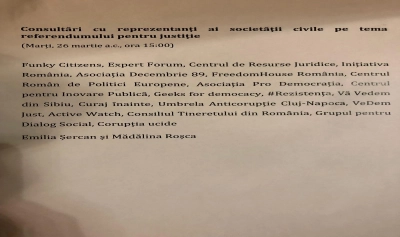 Consultări cu reprezentanți ai societății civile pe tema
referendumului pentru justiție
(Marți, 26 martie a.c., ora 15:00)
Funky Citizens, Expert Forum, Centrul de Resurse Juridice, Inițiativa
România, Asociația Decembrie 89, FreedomHouse România, Centrul
Român de Politici Europene, Asociația Pro Democrația, Centrul
pentru Inovare Publică, Geeks for democracy, #Rezistența, Vă Vedem
din Sibiu, Curaj înainte, Umbrela Anticorupție Cluj-Napoca, VeDem
Just, Active Watch, Consiliul Tineretului din România, Grupul pentru
Dialog Social, Corupția ucide
Emilia Șercan și Mădălina Roșca